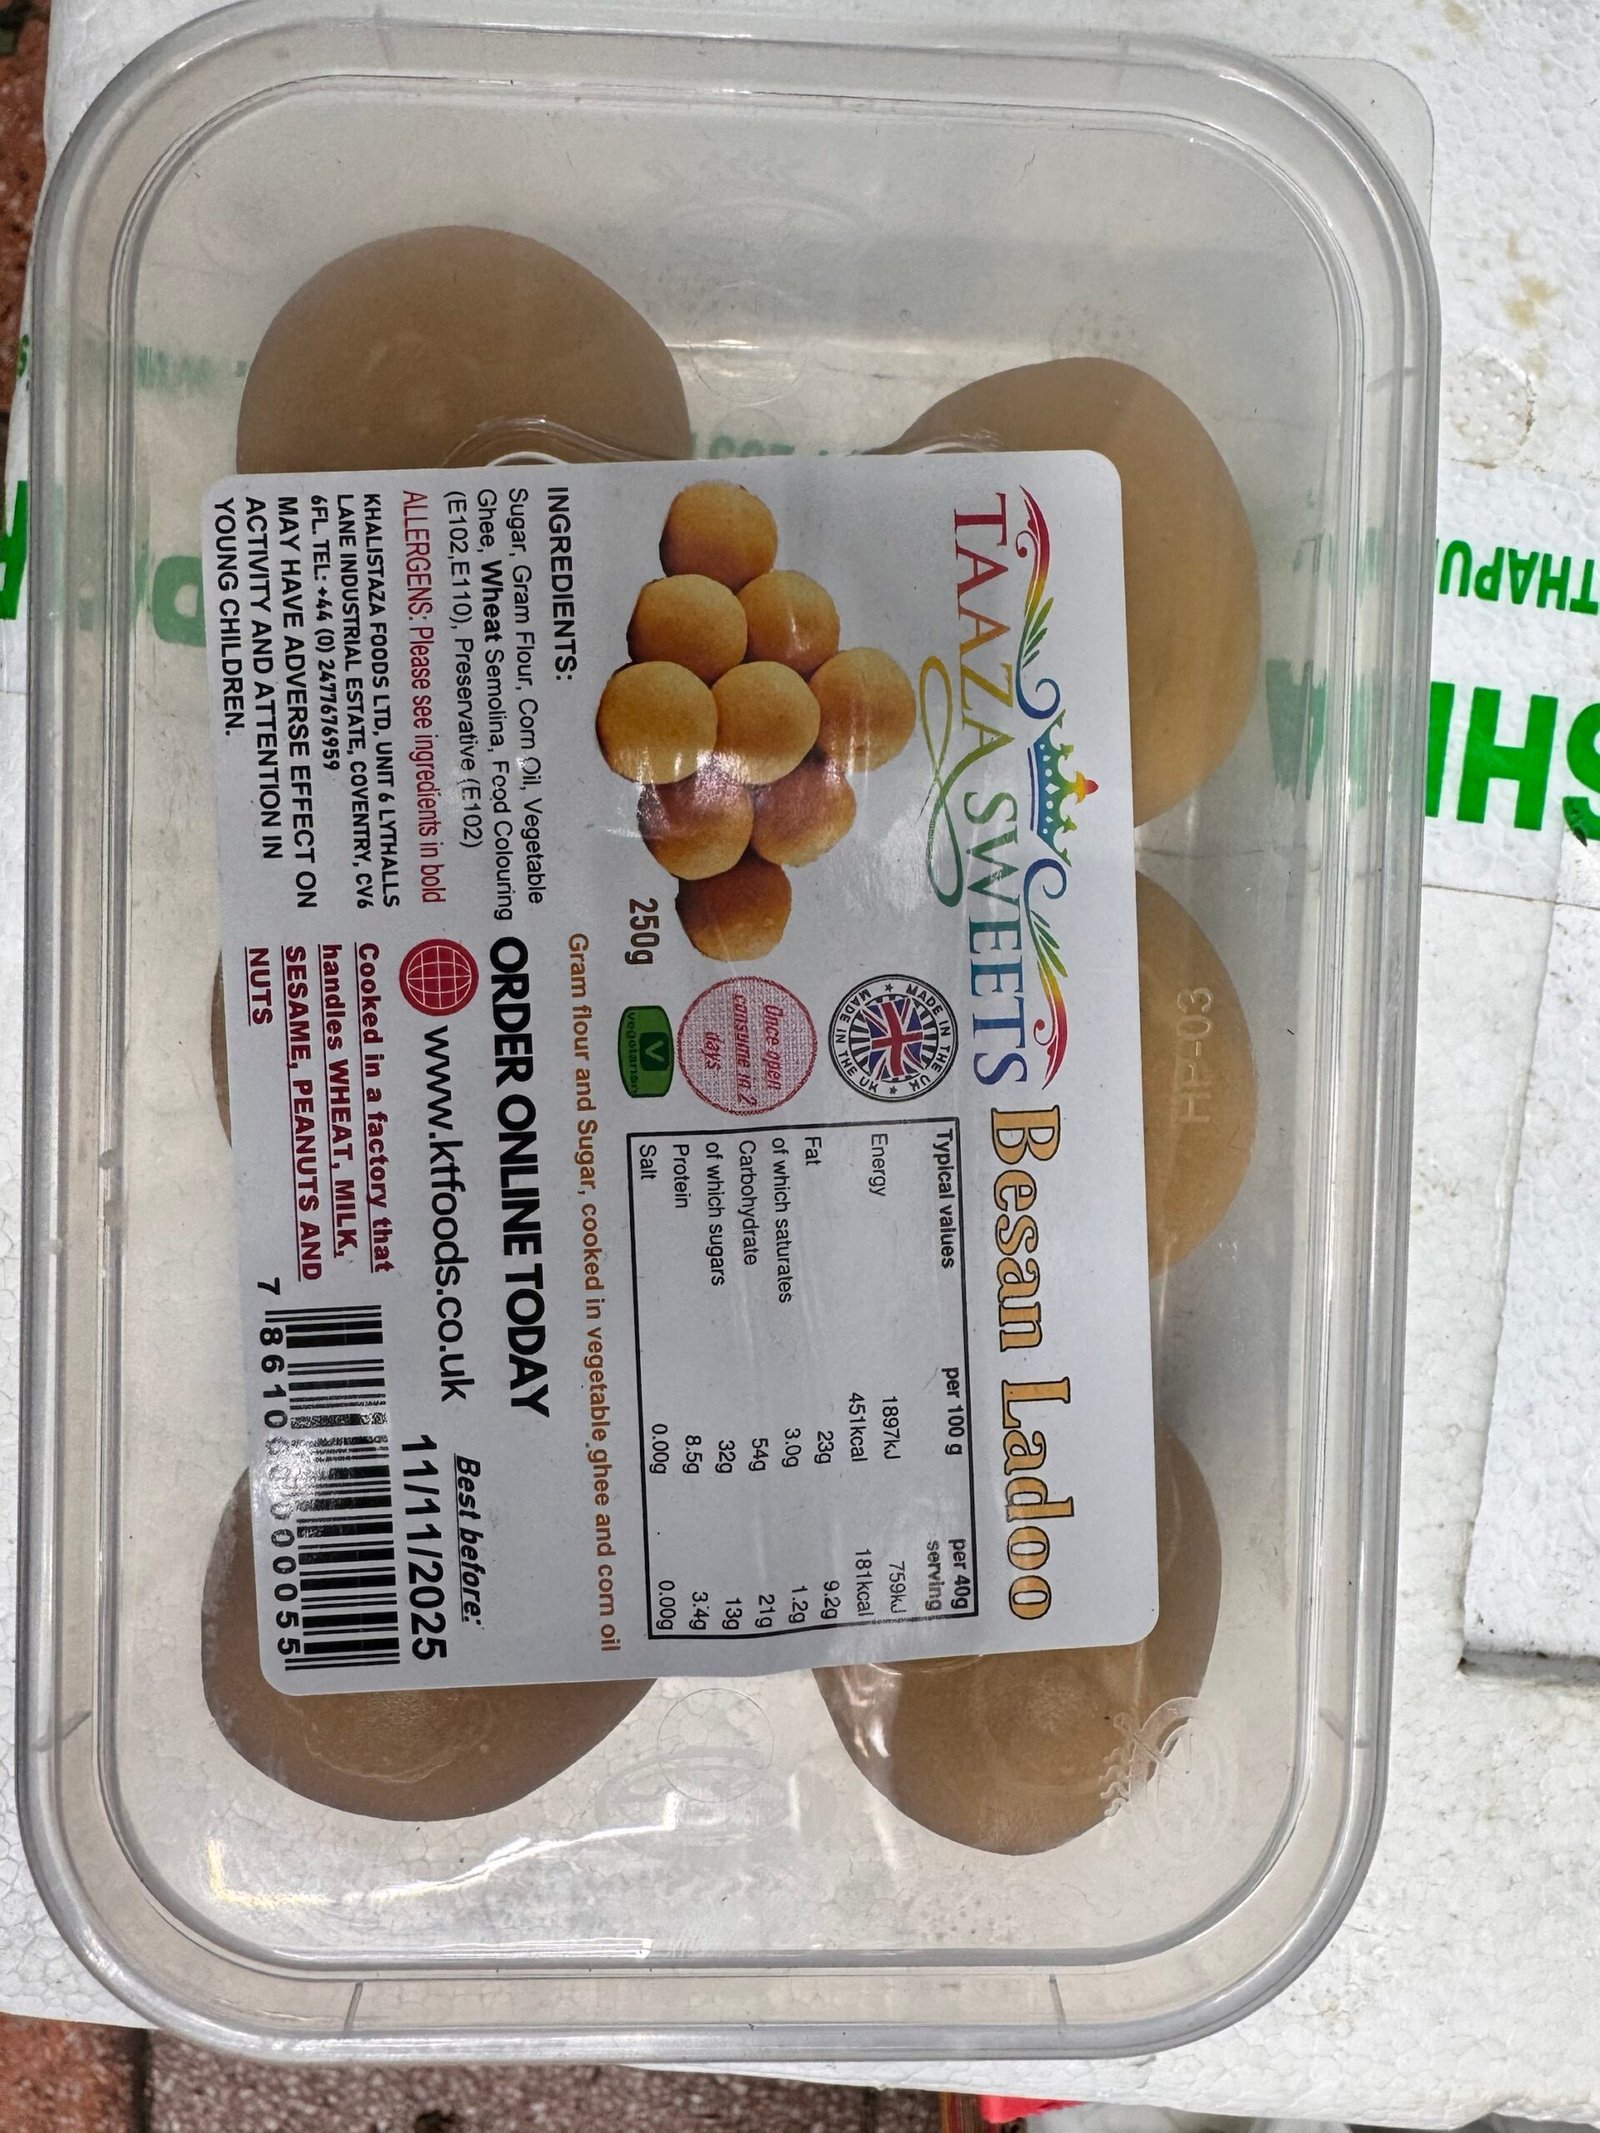 TAAZA SWEETS
Besan Ladoo
MADE IN THE UK
MADE IN THE UK
Once open
consume in 2
days
250g
V
vegetarian
Typical values per 100 g per 40g
serving
Energy 1897kJ 759kJ
451kcal 181kcal
Fat 23g 9.2g
of which saturates 3.0g 1.2g
Carbohydrate 54g 21g
of which sugars 32g 13g
Protein 8.5g 3.4g
Salt 0.00g 0.00g
Gram flour and Sugar, cooked in vegetable ghee and corn oil
INGREDIENTS:
Sugar, Gram Flour, Corn Oil, Vegetable
Ghee, Wheat Semolina, Food Colouring
(E102,E110), Preservative (E102)
ALLERGENS: Please see ingredients in bold
KHALISTAZA FOODS LTD, UNIT 6 LYTHALLS
LANE INDUSTRIAL ESTATE, COVENTRY, CV6
6FL. TEL: +44 (0) 2477676959
MAY HAVE ADVERSE EFFECT ON
ACTIVITY AND ATTENTION IN
YOUNG CHILDREN.
ORDER ONLINE TODAY
www.ktfoods.co.uk
Cooked in a factory that
handles WHEAT, MILK,
SESAME, PEANUTS AND
NUTS
Best before:
11/11/2025
HP-03